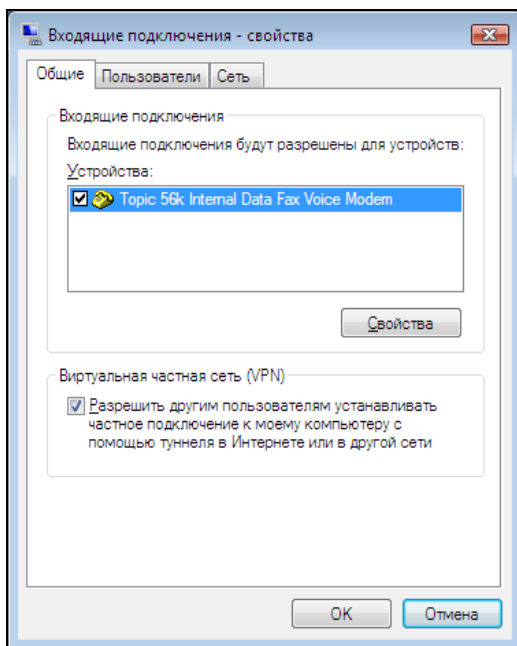 Входящие подключения - свойства
Общие Пользователи Сеть
Входящие подключения
Входящие подключения будут разрешены для устройств:
Устройства:
Topic 56k Internal Data Fax Voice Modem
Свойства
Виртуальная частная сеть (VPN)
Разрешить другим пользователям устанавливать
частное подключение к моему компьютеру с
помощью туннеля в Интернете или в другой сети
OK Отмена